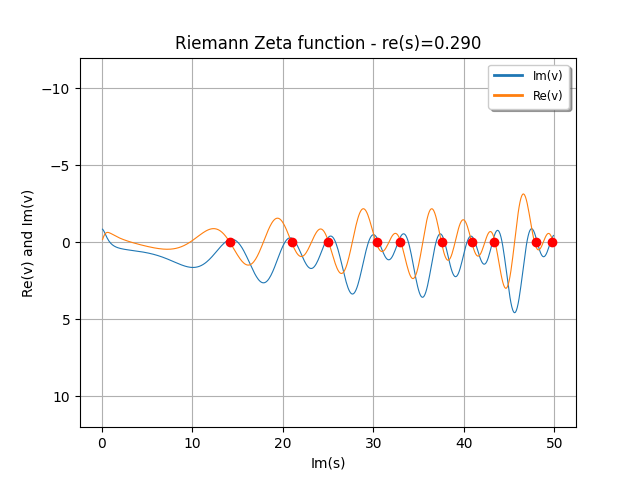 Riemann Zeta function - re(s)=0.290
Im(v)
Re(v)
Re(v) and Im(v)
−10
−5
0
5
10
0 10 20 30 40 50
Im(s)